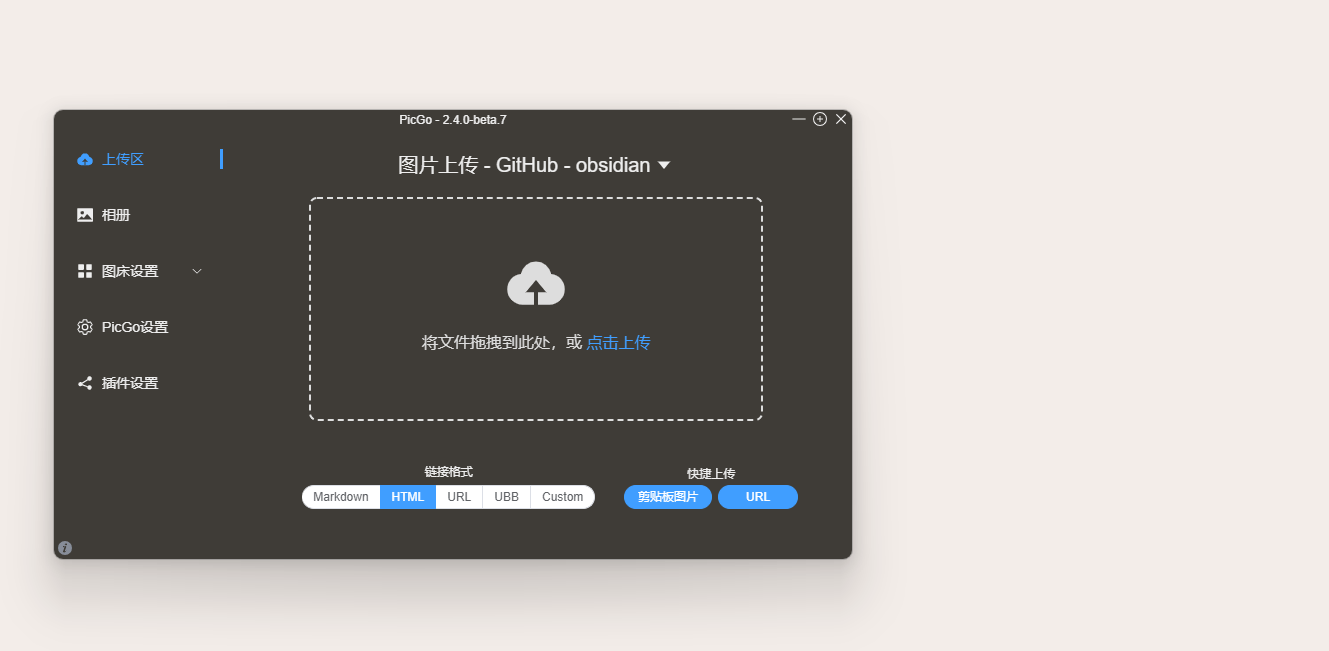 PicGo - 2.4.0-beta.7
上传区
相册
图床设置
PicGo设置
插件设置
图片上传 - GitHub - obsidian
将文件拖拽到此处，或 点击上传
链接格式
Markdown HTML URL UBB Custom
快捷上传
剪贴板图片 URL